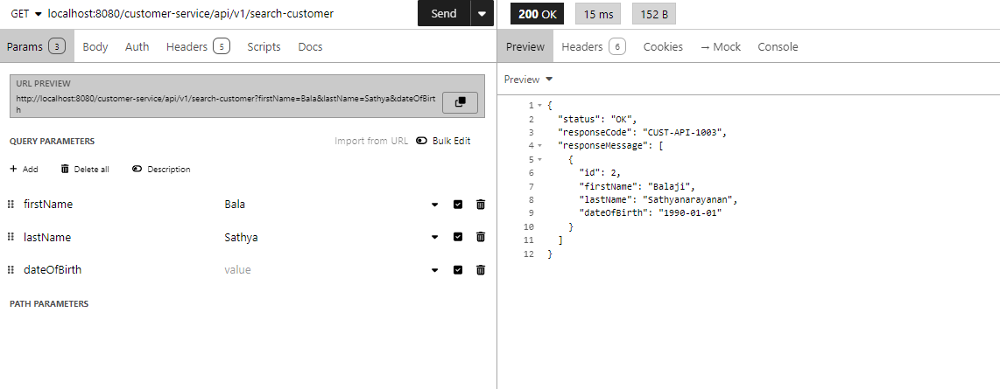 GET localhost:8080/customer-service/api/v1/search-customer Send
Params 3 Body Auth Headers 5 Scripts Docs
URL PREVIEW
http://localhost:8080/customer-service/api/v1/search-customer?firstName=Bala&lastName=Sathya&dateOfBirt
h
QUERY PARAMETERS Import from URL Bulk Edit
+ Add Delete all Description
firstName Bala
lastName Sathya
dateOfBirth value
PATH PARAMETERS
200 OK 15 ms 152 B
Preview Headers 6 Cookies → Mock Console
Preview
1 {
2 "status": "OK",
3 "responseCode": "CUST-API-1003",
4 "responseMessage": [
5 {
6 "id": 2,
7 "firstName": "Balaji",
8 "lastName": "Sathyanarayanan",
9 "dateOfBirth": "1990-01-01"
10 }
11 ]
12 }